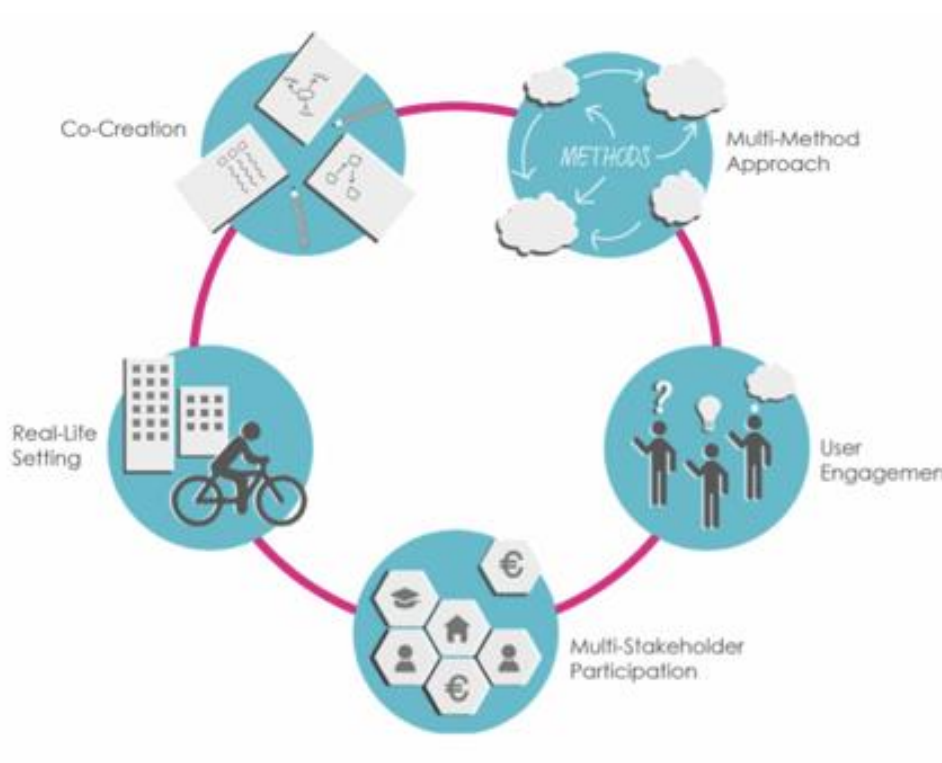 Co-Creation
METHODS
Multi-Method
Approach
Real-Life
Setting
?
User
Engagemen
€
€
Multi-Stakeholder
Participation